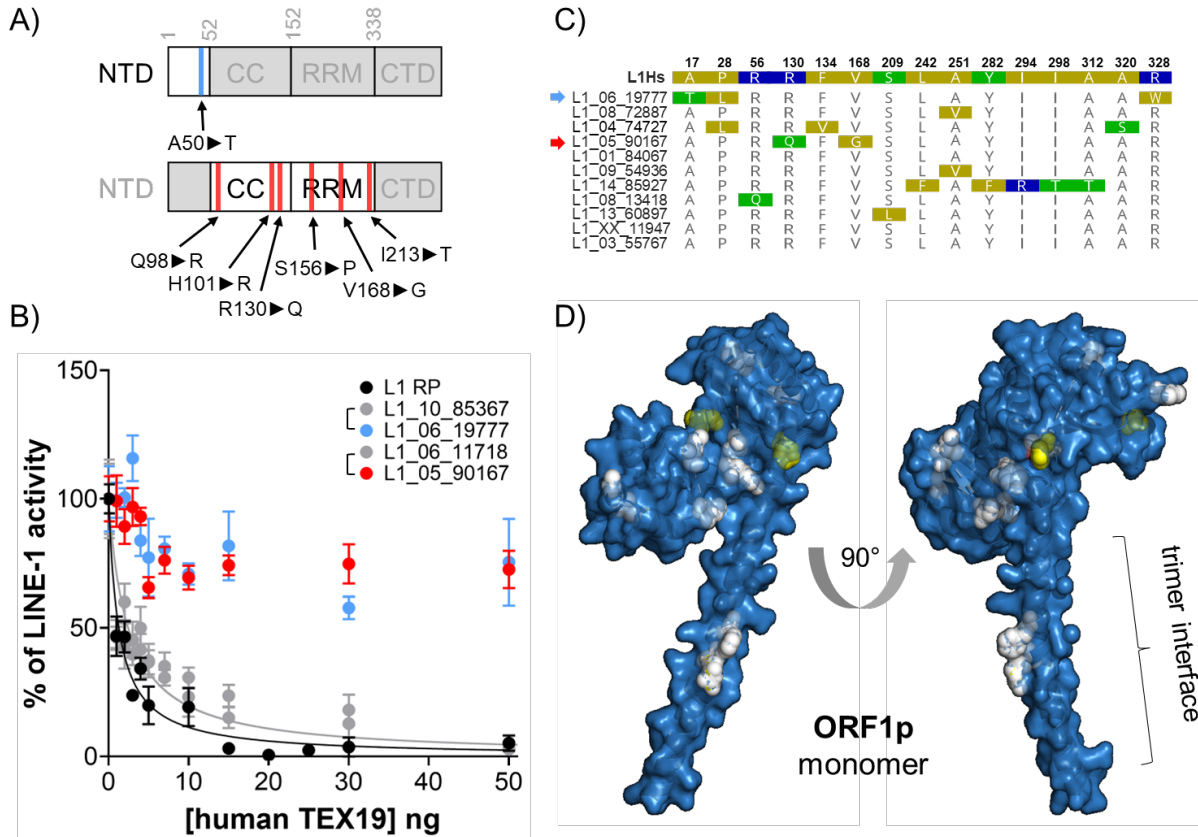 A)
1
52
152
338
NTD CC RRM CTD
A50►T
NTD CC RRM CTD
Q98►R
H101►R
R130►Q
S156►P
V168►G
I213►T
B)
% of LINE-1 activity
150
100
50
0
0 10 20 30 40 50
[human TEX19] ng
L1 RP
L1_10_85367
L1_06_19777
L1_06_11718
L1_05_90167
C)
17 28 56 130 134 168 209 242 251 282 294 298 312 320 328
L1Hs A P R R F V S L A Y I I A A R
L1_06_19777 T L R R F V S L A Y I I A A W
L1_08_72887 A P R R F V S L V Y I I A A R
L1_04_74727 A L R R V V S L A Y I I A S R
L1_05_90167 A P R Q F G S L A Y I I A A R
L1_01_84067 A P R R F V S L A Y I I A A R
L1_09_54936 A P R R F V S L V Y I I A A R
L1_14_85927 A P R R F V S F A F R T T A R
L1_08_13418 A P Q R F V S L A Y I I A A R
L1_13_60897 A P R R F V L L A Y I I A A R
L1_XX_11947 A P R R F V S L A Y I I A A R
L1_03_55767 A P R R F V S L A Y I I A A R
D)
90°
trimer interface
ORF1p
monomer